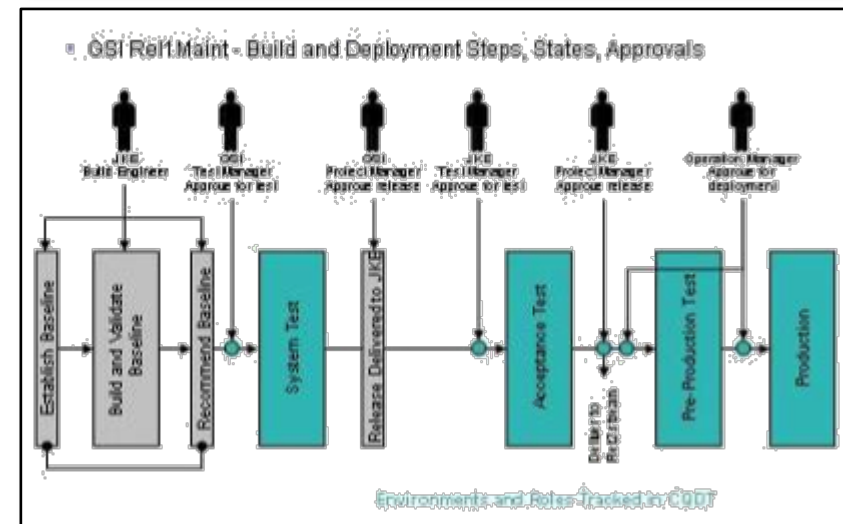 GSI Rel1Maint - Build and Deployment Steps, States, Approvals
JKE
Build Engineer
GSI
Test Manager
Approve for test
GSI
Project Manager
Approve release
JKE
Test Manager
Approve for test
JKE
Project Manager
Approve release
Operation Manager
Approve for
deployment
Establish Baseline
Build and Validate
Baseline
Recommend Baseline
System Test
Release Delivered to JKE
Acceptance Test
Deliver to
Rel2 stream
Pre-Production Test
Production
Environments and Roles Tracked in CQDT